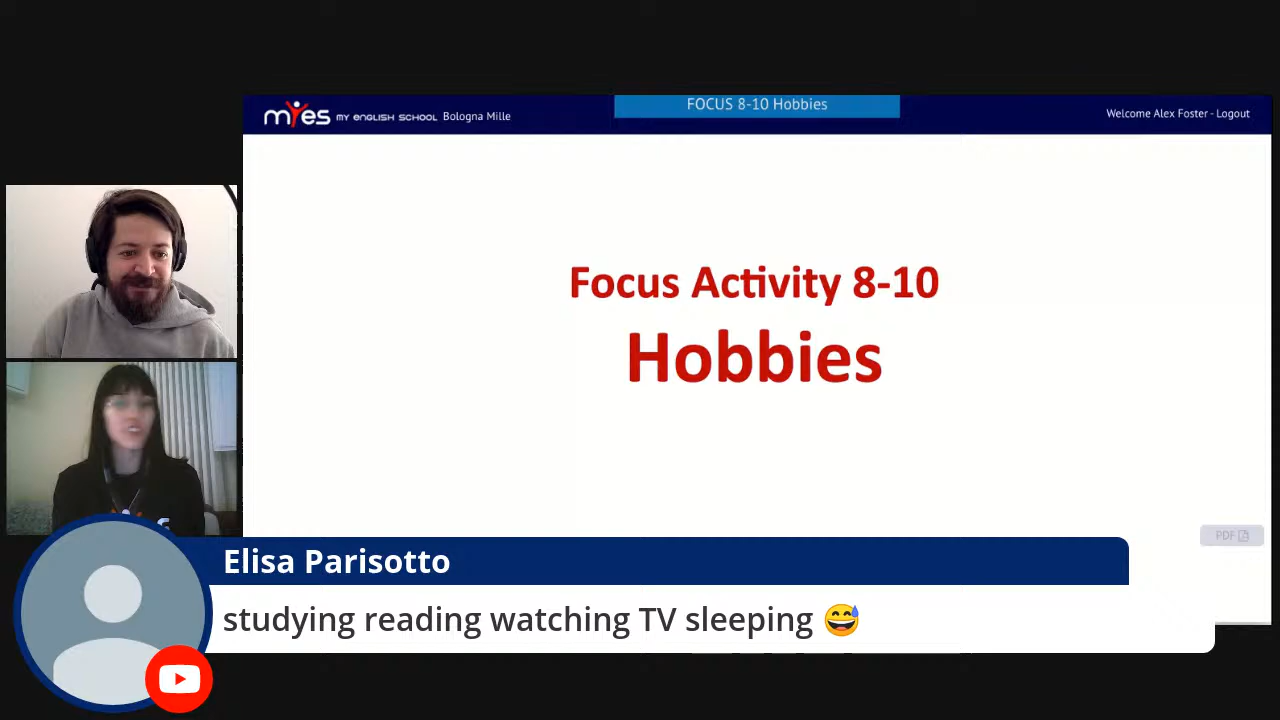 FOCUS 8-10 Hobbies
myes MY ENGLISH SCHOOL Bologna Mille
Welcome Alex Foster - Logout
Focus Activity 8-10
Hobbies
PDF
Elisa Parisotto
studying reading watching TV sleeping 😅